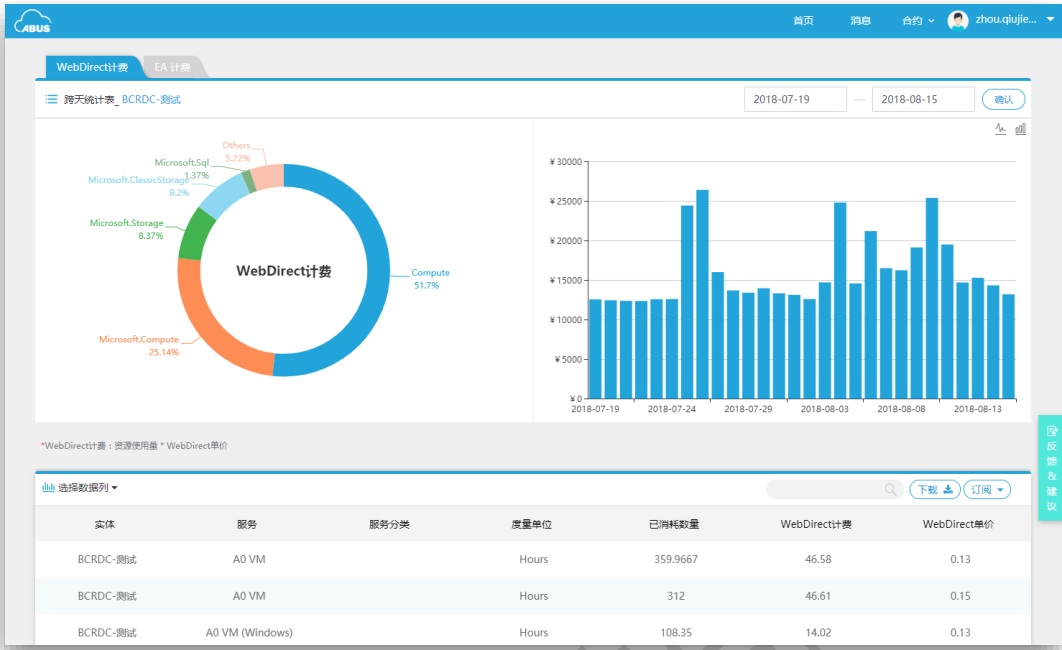 ABUS
首页 消息 合约 zhou.qiujie...
WebDirect计费 EA 计费
跨天统计表_ BCRDC-测试 2018-07-19 — 2018-08-15 确认
Others
5.22%
Microsoft.Sql
1.37%
Microsoft.ClassicStorage
8.2%
Microsoft.Storage
8.37%
WebDirect计费
Compute
51.7%
Microsoft.Compute
25.14%
¥30000
¥25000
¥20000
¥15000
¥10000
¥5000
¥0
2018-07-19 2018-07-24 2018-07-29 2018-08-03 2018-08-08 2018-08-13
*WebDirect计费：资源使用量 * WebDirect单价
反馈&建议
选择数据列 下载 订阅
实体 服务 服务分类 度量单位 已消耗数量 WebDirect计费 WebDirect单价
BCRDC-测试 A0 VM Hours 359.9667 46.58 0.13
BCRDC-测试 A0 VM Hours 312 46.61 0.15
BCRDC-测试 A0 VM (Windows) Hours 108.35 14.02 0.13